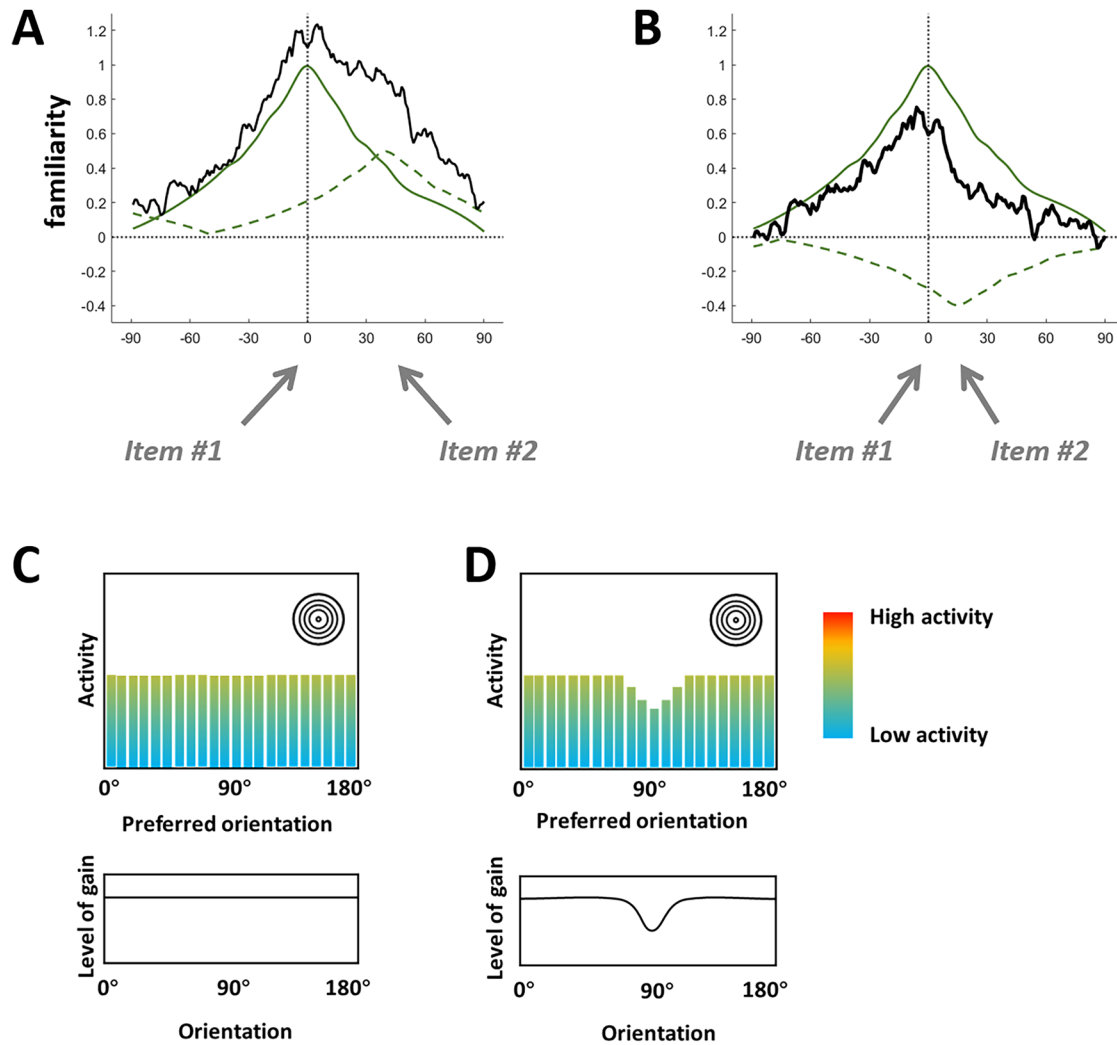 A
familiarity
1.2
1
0.8
0.6
0.4
0.2
0
-0.2
-0.4
-90 -60 -30 0 30 60 90
Item #1 Item #2
B
1.2
1
0.8
0.6
0.4
0.2
0
-0.2
-0.4
-90 -60 -30 0 30 60 90
Item #1 Item #2
C
Activity
0° 90° 180°
Preferred orientation
Level of gain
0° 90° 180°
Orientation
D
Activity
0° 90° 180°
Preferred orientation
Level of gain
0° 90° 180°
Orientation
High activity
Low activity